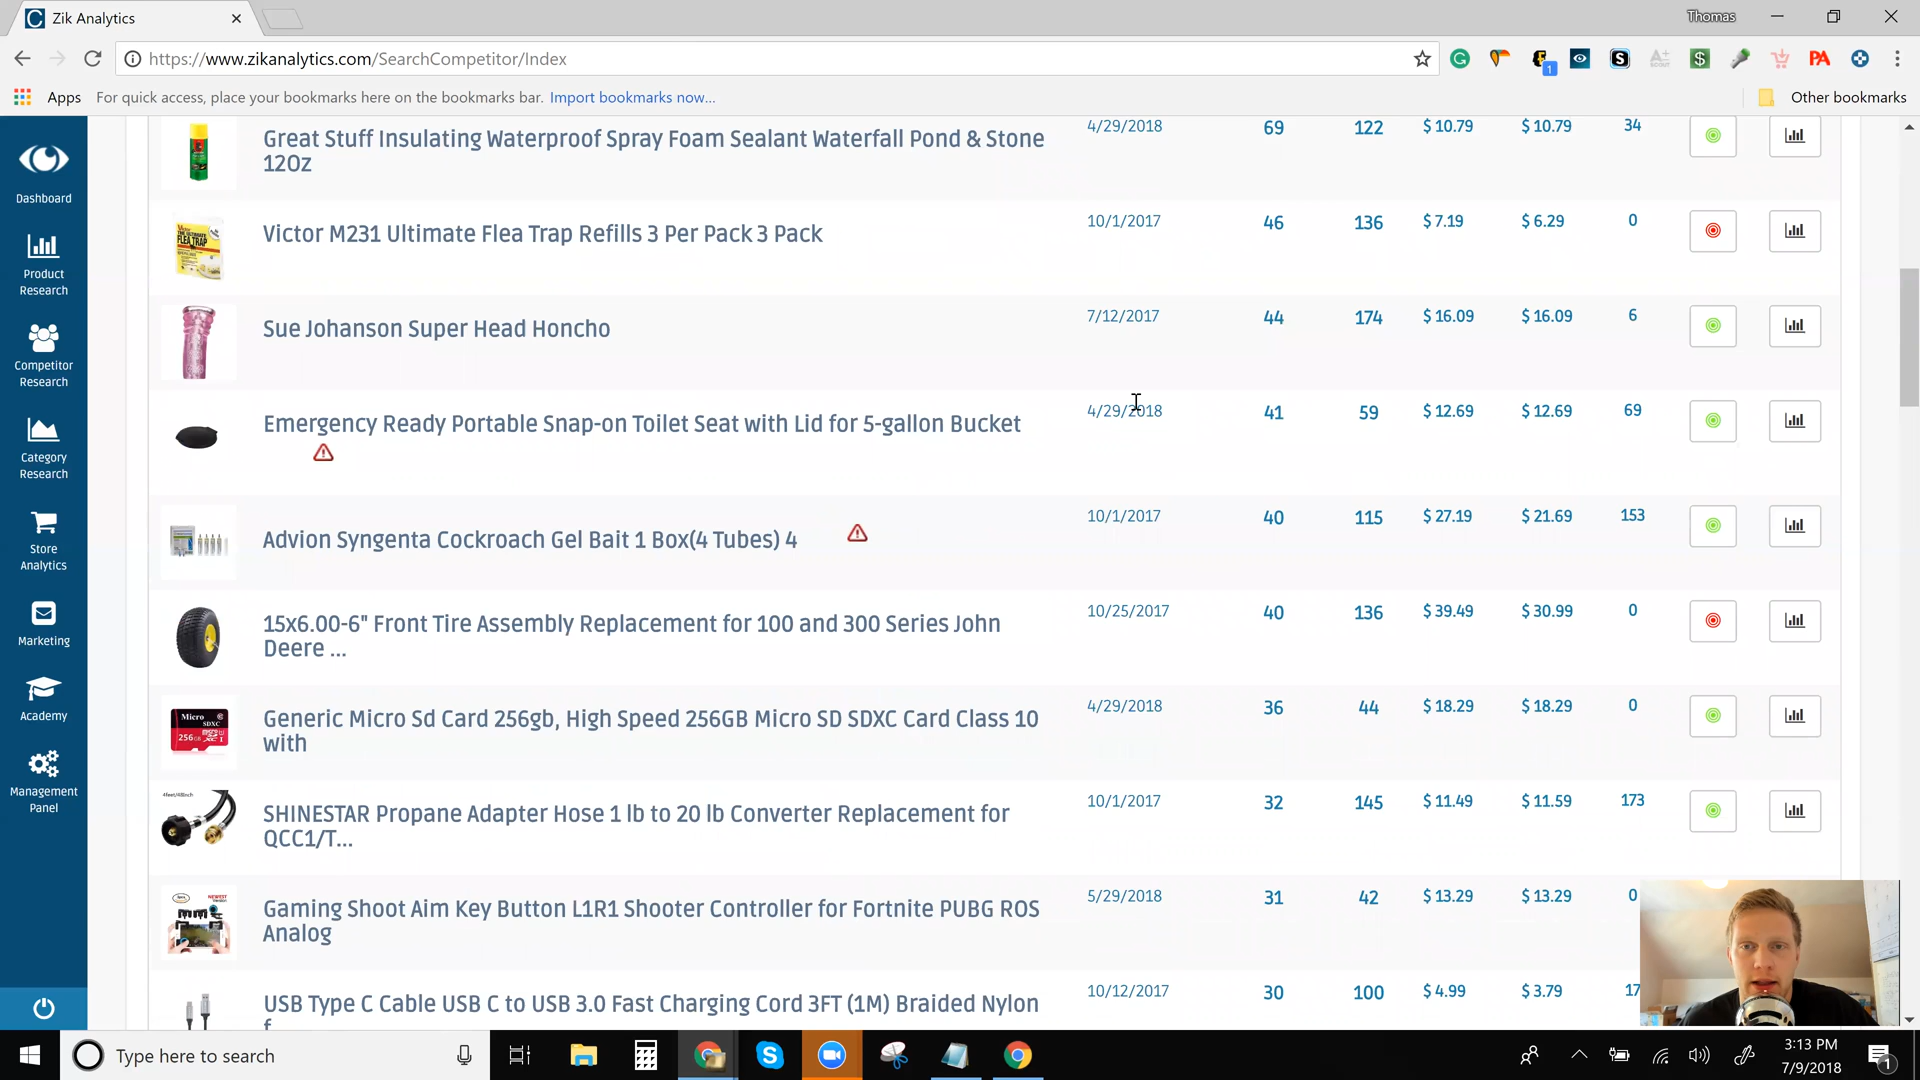 Zik Analytics
Thomas
https://www.zikanalytics.com/SearchCompetitor/Index
1
PA
Apps For quick access, place your bookmarks here on the bookmarks bar. Import bookmarks now... Other bookmarks
Dashboard
Product
Research
Competitor
Research
Category
Research
Store
Analytics
Marketing
Academy
Management
Panel
Great Stuff Insulating Waterproof Spray Foam Sealant Waterfall Pond & Stone
12Oz
4/29/2018 69 122 $ 10.79 $ 10.79 34
Victor M231 Ultimate Flea Trap Refills 3 Per Pack 3 Pack
10/1/2017 46 136 $ 7.19 $ 6.29 0
Sue Johanson Super Head Honcho
7/12/2017 44 174 $ 16.09 $ 16.09 6
Emergency Ready Portable Snap-on Toilet Seat with Lid for 5-gallon Bucket
4/29/2018 41 59 $ 12.69 $ 12.69 69
Advion Syngenta Cockroach Gel Bait 1 Box(4 Tubes) 4
10/1/2017 40 115 $ 27.19 $ 21.69 153
15x6.00-6" Front Tire Assembly Replacement for 100 and 300 Series John
Deere ...
10/25/2017 40 136 $ 39.49 $ 30.99 0
Micro
SDXC
256GB
Generic Micro Sd Card 256gb, High Speed 256GB Micro SD SDXC Card Class 10
with
4/29/2018 36 44 $ 18.29 $ 18.29 0
SHINESTAR Propane Adapter Hose 1 lb to 20 lb Converter Replacement for
QCC1/T...
10/1/2017 32 145 $ 11.49 $ 11.59 173
Gaming Shoot Aim Key Button L1R1 Shooter Controller for Fortnite PUBG ROS
Analog
5/29/2018 31 42 $ 13.29 $ 13.29 0
USB Type C Cable USB C to USB 3.0 Fast Charging Cord 3FT (1M) Braided Nylon
f
10/12/2017 30 100 $ 4.99 $ 3.79 17
Type here to search
3:13 PM
7/9/2018
1